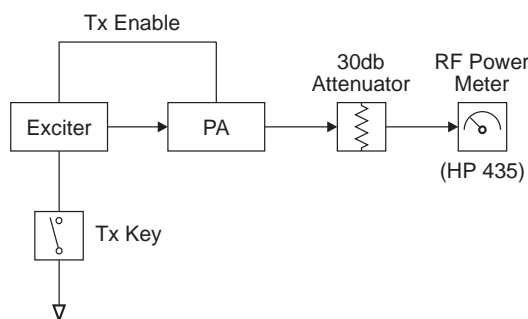 Tx Enable
30db
Attenuator
RF Power
Meter
Exciter
PA
(HP 435)
Tx Key